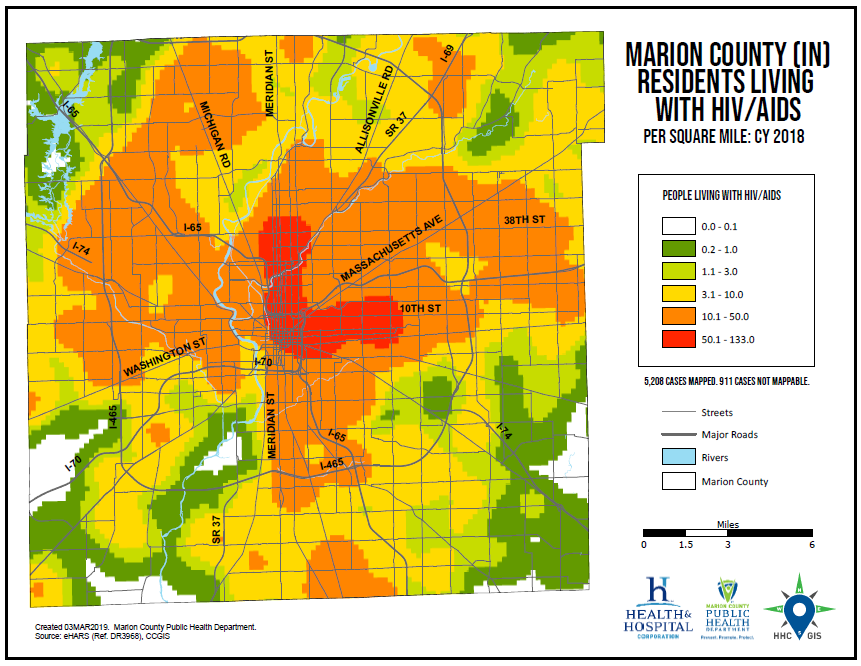 MARION COUNTY (IN)
RESIDENTS LIVING
WITH HIV/AIDS
PER SQUARE MILE: CY 2018
PEOPLE LIVING WITH HIV/AIDS
0.0 - 0.1
0.2 - 1.0
1.1 - 3.0
3.1 - 10.0
10.1 - 50.0
50.1 - 133.0
5,208 CASES MAPPED. 911 CASES NOT MAPPABLE.
Streets
Major Roads
Rivers
Marion County
Miles
0 1.5 3 6
I-65
MICHIGAN RD
MERIDIAN ST
ALLISONVILLE RD
SR 37
I-69
I-74
I-65
MASSACHUSETTS AVE
38TH ST
10TH ST
WASHINGTON ST
I-70
I-465
MERIDIAN ST
I-65
I-465
I-74
I-70
SR 37
h
HEALTH&
HOSPITAL
CORPORATION
MARION COUNTY
PUBLIC
HEALTH
DEPARTMENT
Prevent. Promote. Protect.
N
W E
S
HHC GIS
Created 03MAR2019. Marion County Public Health Department.
Source: eHARS (Ref. DR3968), CCGIS